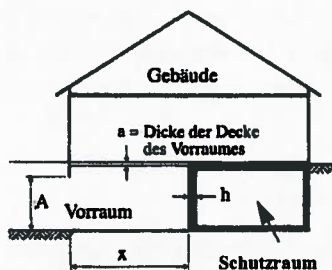 Gebäude
a = Dicke der Decke
des Vorraumes
A
h
Vorraum
x
Schutzraum